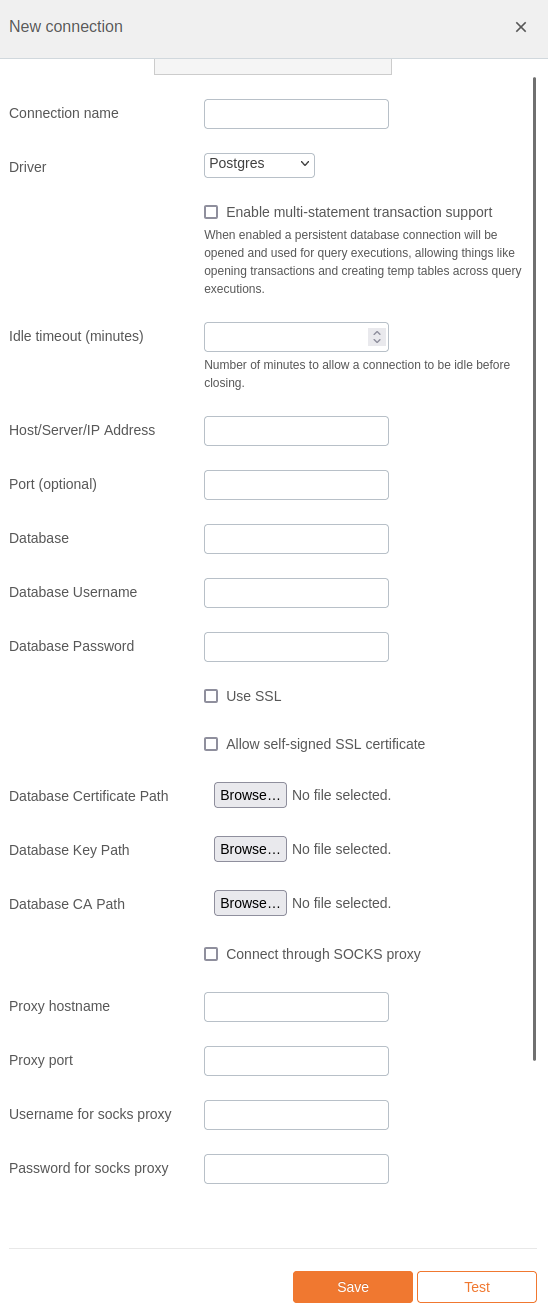 New connection
Connection name
Driver
Postgres
Enable multi-statement transaction support
When enabled a persistent database connection will be
opened and used for query executions, allowing things like
opening transactions and creating temp tables across query
executions.
Idle timeout (minutes)
Number of minutes to allow a connection to be idle before
closing.
Host/Server/IP Address
Port (optional)
Database
Database Username
Database Password
Use SSL
Allow self-signed SSL certificate
Database Certificate Path
Browse… No file selected.
Database Key Path
Browse… No file selected.
Database CA Path
Browse… No file selected.
Connect through SOCKS proxy
Proxy hostname
Proxy port
Username for socks proxy
Password for socks proxy
Save
Test